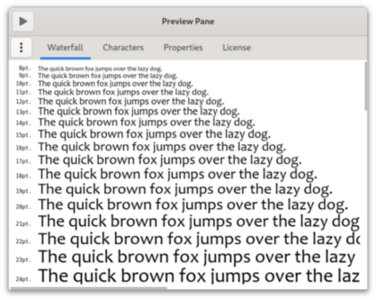 Preview Pane
Waterfall Characters Properties License
8pt. The quick brown fox jumps over the lazy dog.
9pt. The quick brown fox jumps over the lazy dog.
10pt. The quick brown fox jumps over the lazy dog.
11pt. The quick brown fox jumps over the lazy dog.
12pt. The quick brown fox jumps over the lazy dog.
13pt. The quick brown fox jumps over the lazy dog.
14pt. The quick brown fox jumps over the lazy dog.
15pt. The quick brown fox jumps over the lazy dog.
16pt. The quick brown fox jumps over the lazy dog.
17pt. The quick brown fox jumps over the lazy dog.
18pt. The quick brown fox jumps over the lazy dog.
19pt. The quick brown fox jumps over the lazy dog.
20pt. The quick brown fox jumps over the lazy dog.
21pt. The quick brown fox jumps over the lazy dog
22pt. The quick brown fox jumps over the lazy do
23pt. The quick brown fox jumps over the lazy
24pt. The quick brown fox jumps over the laz